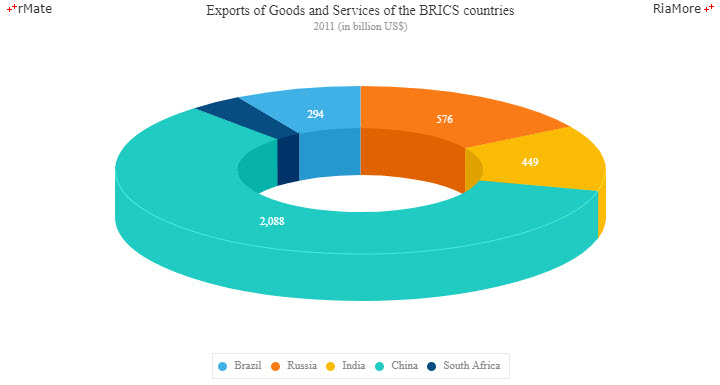 rMate
Exports of Goods and Services of the BRICS countries
RiaMore
2011 (in billion US$)
294
576
449
2,088
Brazil Russia India China South Africa